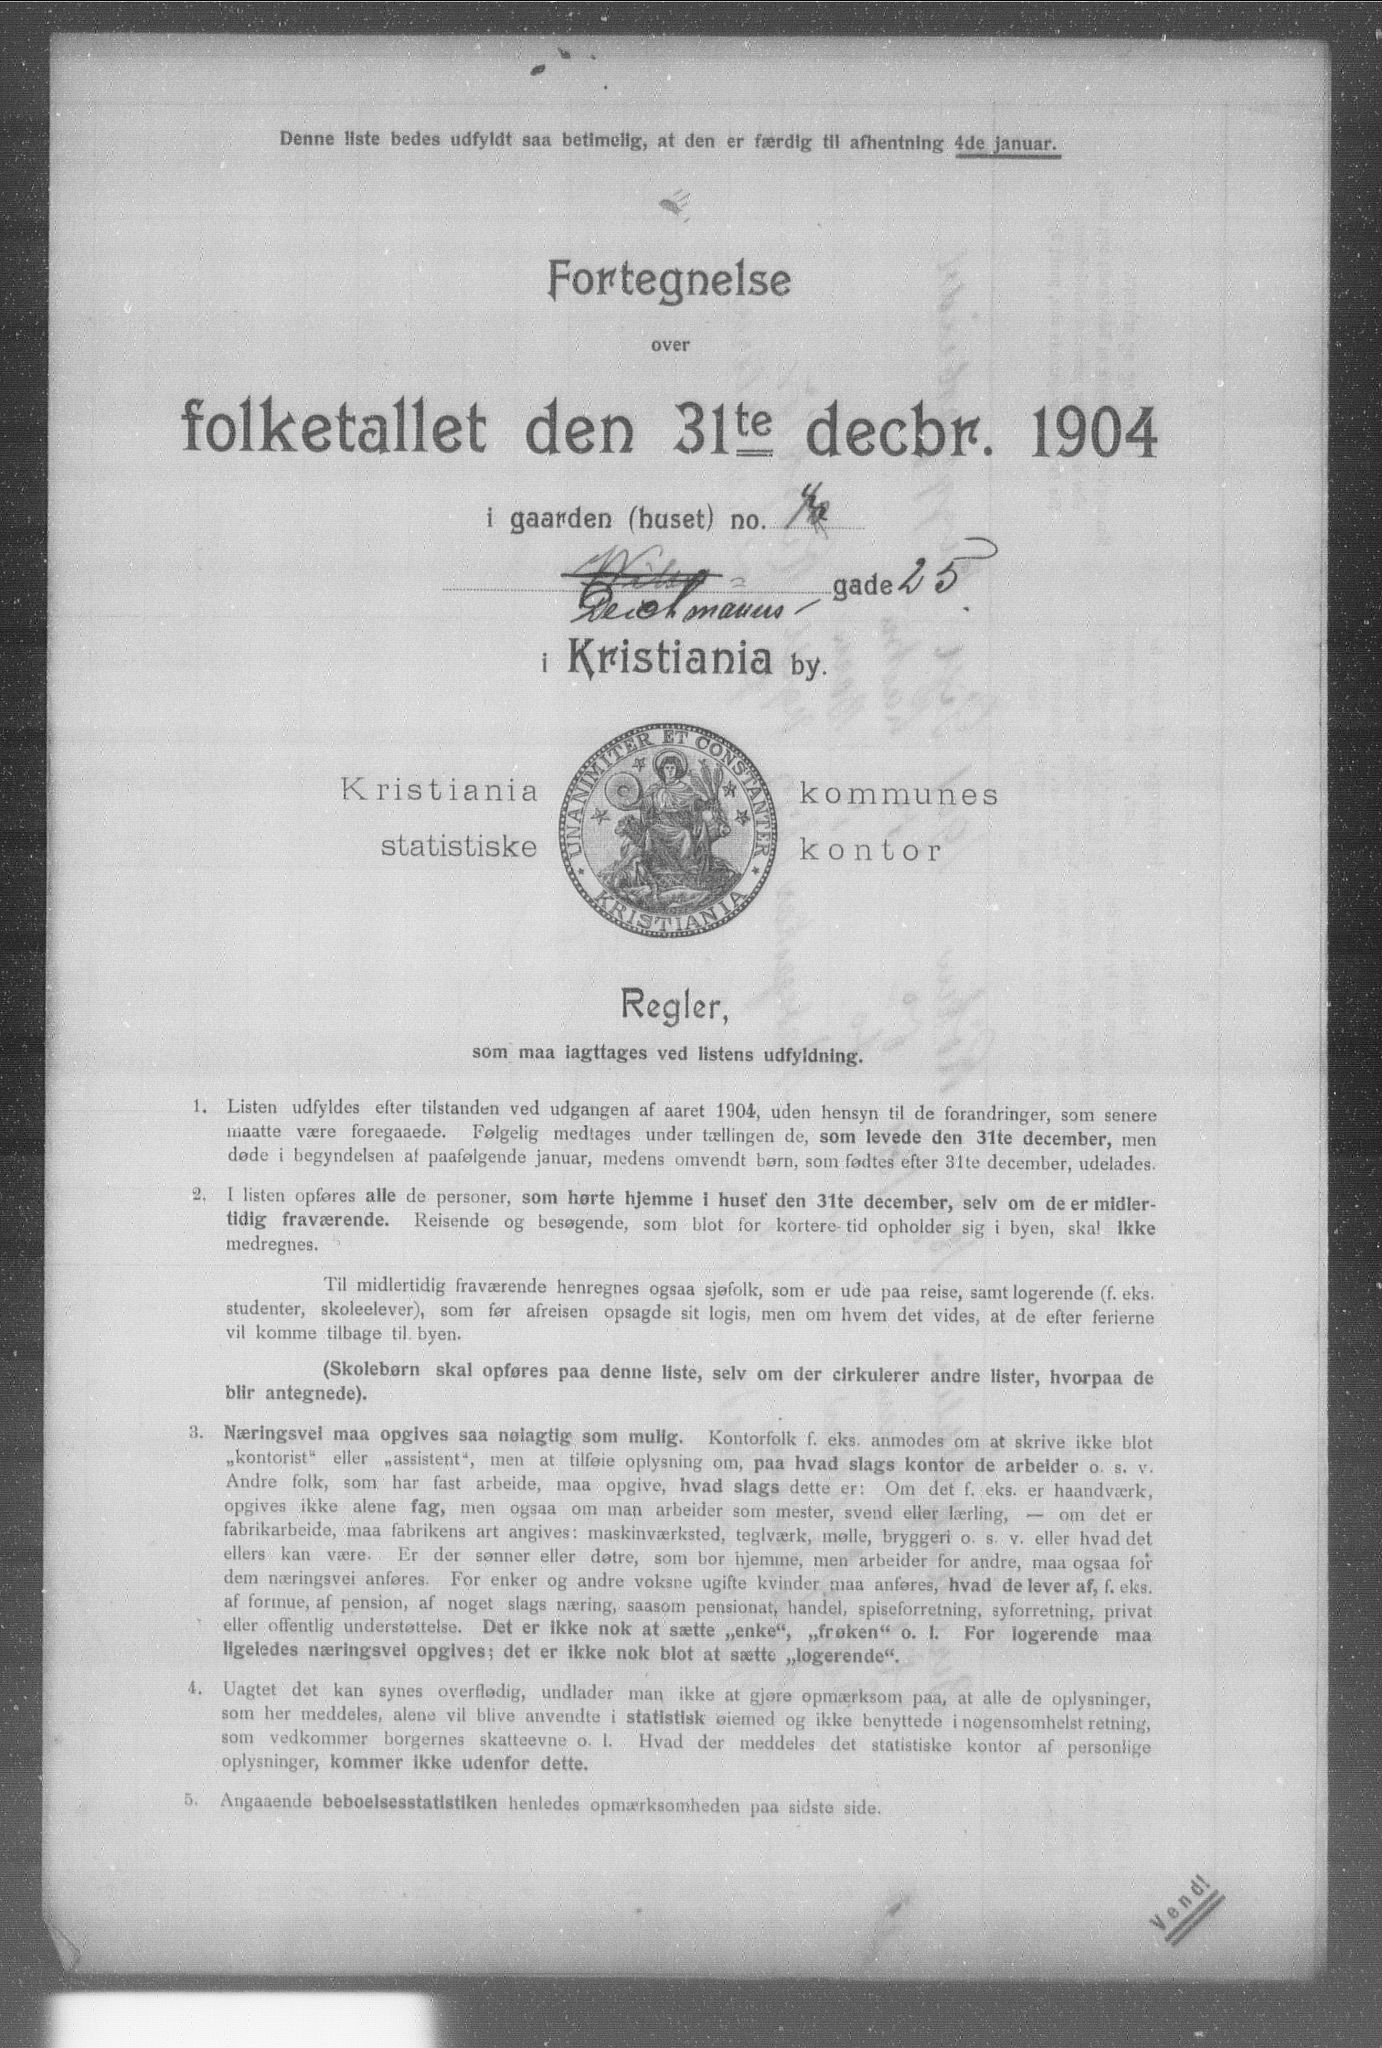 Denne liste bedes udfyldt saa betimelig, at den er færdig til afhentning 4de januar.
Fortegnelse
over
folketallet den 31te decbr. 1904
i gaarden (huset) no.
gade 25
Deichmanns-
i Kristiania by.
UNANIMITER ET CONSTANTER
KRISTIANIA
Kristiania kommunes
statistiske kontor
Regler,
som maa iagttages ved listens udfyldning.
1. Listen udfyldes efter tilstanden ved udgangen af aaret 1904, uden hensyn til de forandringer, som senere
maatte være foregaaede. Følgelig medtages under tællingen de, som levede den 31te december, men
døde i begyndelsen af paafølgende januar, medens omvendt børn, som fødtes efter 31te december, udelades.
2. I listen opføres alle de personer, som hørte hjemme i huset den 31te december, selv om de er midler-
tidig fraværende. Reisende og besøgende, som blot for kortere tid opholder sig i byen, skal ikke
medregnes.
Til midlertidig fraværende henregnes ogsaa sjøfolk, som er ude paa reise, samt logerende (f. eks.
studenter, skoleelever), som før afreisen opsagde sit logis, men om hvem det vides, at de efter ferierne
vil komme tilbage til byen.
(Skolebørn skal opføres paa denne liste, selv om der cirkulerer andre lister, hvorpaa de
blir antegnede).
3. Næringsvei maa opgives saa nøiagtig som mulig. Kontorfolk f. eks. anmodes om at skrive ikke blot
„kontorist“ eller „assistent“, men at tilføie oplysning om, paa hvad slags kontor de arbeider o. s. v.
Andre folk, som har fast arbeide, maa opgive, hvad slags dette er: Om det f. eks. er haandværk,
opgives ikke alene fag, men ogsaa om man arbeider som mester, svend eller lærling, — om det er
fabrikarbeide, maa fabrikens art angives: maskinværksted, teglværk, mølle, bryggeri o. s. v. eller hvad det
ellers kan være. Er der sønner eller døtre, som bor hjemme, men arbeider for andre, maa ogsaa for
dem næringsvei anføres. For enker og andre voksne ugifte kvinder maa anføres, hvad de lever af, f. eks.
af formue, af pension, af noget slags næring, saasom pensionat, handel, spiseforretning, syforretning, privat
eller offentlig understøttelse. Det er ikke nok at sætte „enke“, „frøken“ o. l. For logerende maa
ligeledes næringsvei opgives; det er ikke nok blot at sætte „logerende“.
4. Uagtet det kan synes overflødig, undlader man ikke at gjøre opmærksom paa, at alle de oplysninger,
som her meddeles, alene vil blive anvendte i statistisk øiemed og ikke benyttede i nogensomhelst retning,
som vedkommer borgernes skatteevne o. l. Hvad der meddeles det statistiske kontor af personlige
oplysninger, kommer ikke udenfor dette.
5. Angaaende beboelsesstatistiken henledes opmærksomheden paa sidste side.
Vend!